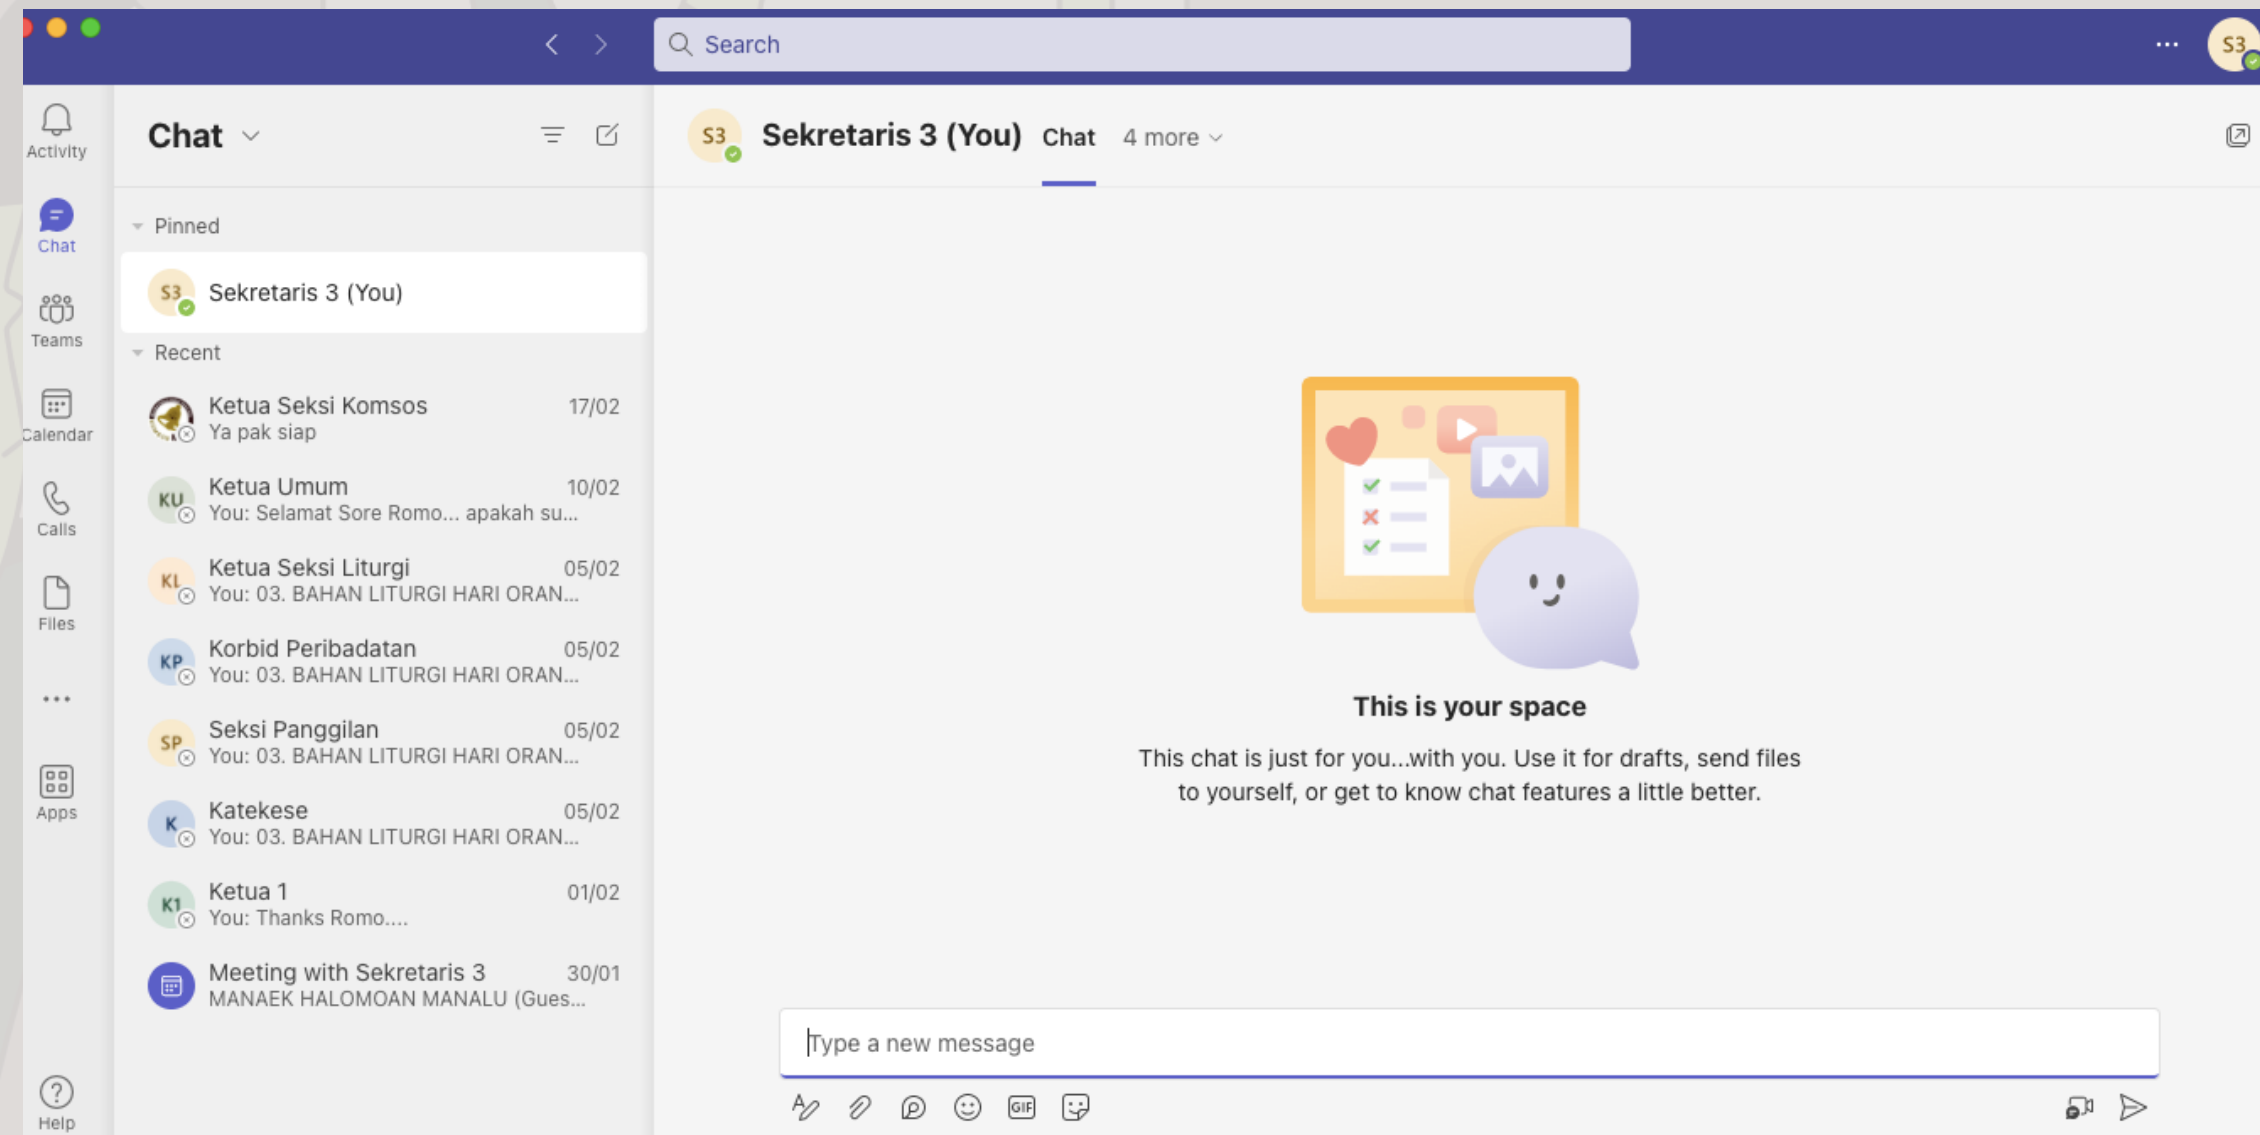 Search
S3
Activity
Chat
Teams
Calendar
Calls
Files
Apps
Help
Chat
Pinned
S3 Sekretaris 3 (You)
Recent
Ketua Seksi Komsos 17/02
Ya pak siap
KU Ketua Umum 10/02
You: Selamat Sore Romo... apakah su...
KL Ketua Seksi Liturgi 05/02
You: 03. BAHAN LITURGI HARI ORAN...
KP Korbid Peribadatan 05/02
You: 03. BAHAN LITURGI HARI ORAN...
SP Seksi Panggilan 05/02
You: 03. BAHAN LITURGI HARI ORAN...
K Katekese 05/02
You: 03. BAHAN LITURGI HARI ORAN...
K1 Ketua 1 01/02
You: Thanks Romo....
Meeting with Sekretaris 3 30/01
MANAEK HALOMOAN MANALU (Gues...
S3 Sekretaris 3 (You) Chat 4 more
This is your space
This chat is just for you...with you. Use it for drafts, send files
to yourself, or get to know chat features a little better.
Type a new message
GIF